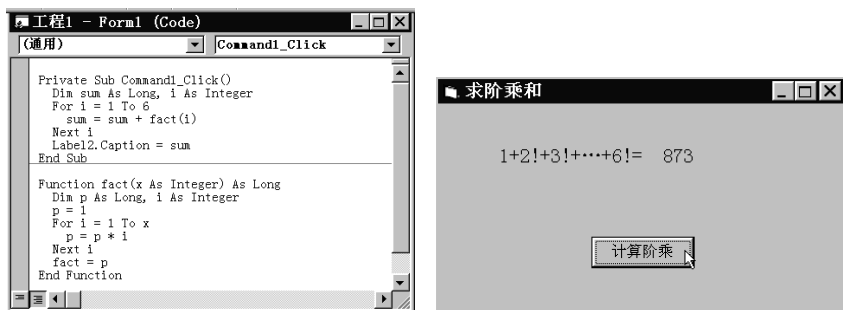 工程1 - Form1 (Code)
(通用) Command1_Click
Private Sub Command1_Click()
Dim sum As Long, i As Integer
For i = 1 To 6
sum = sum + fact(i)
Next i
Label2.Caption = sum
End Sub
Function fact(x As Integer) As Long
Dim p As Long, i As Integer
p = 1
For i = 1 To x
p = p * i
Next i
fact = p
End Function
求阶乘和
1+2!+3!+⋯+6!= 873
计算阶乘